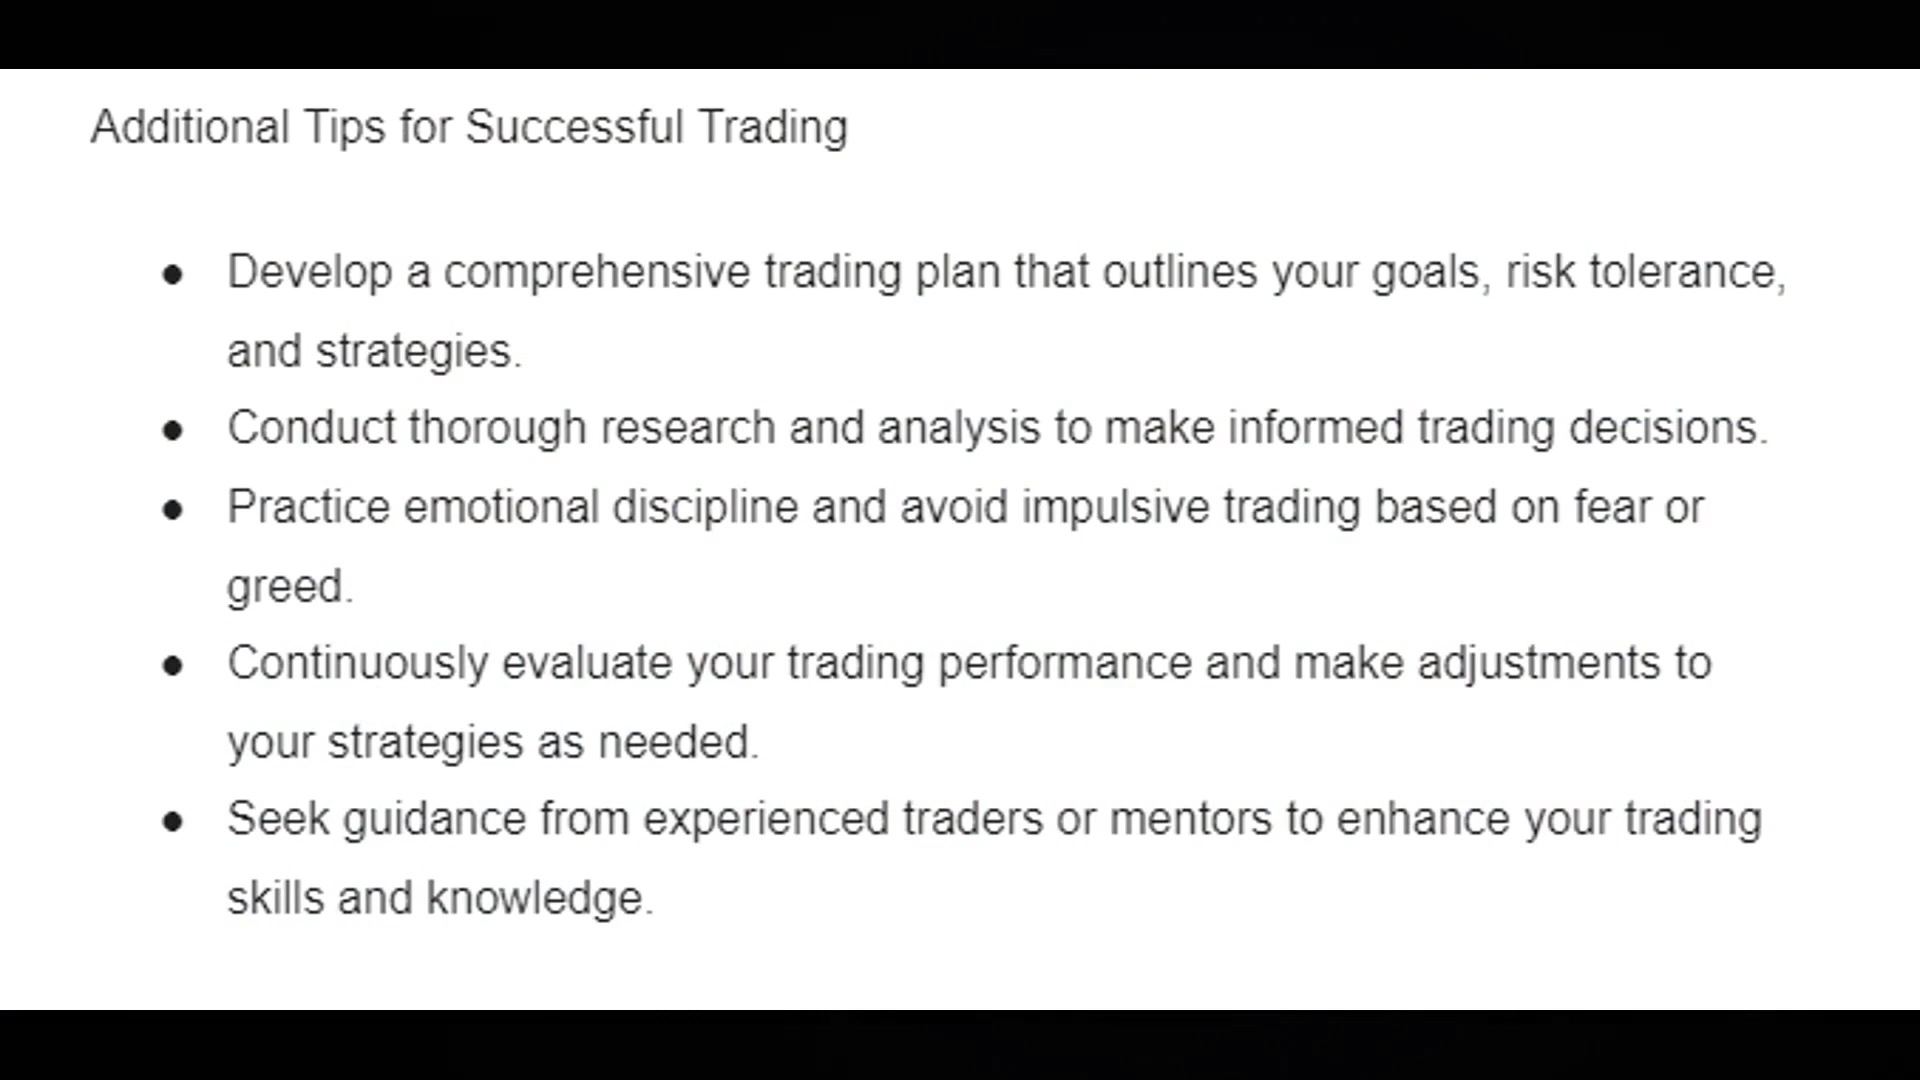 Additional Tips for Successful Trading
● Develop a comprehensive trading plan that outlines your goals, risk tolerance,
and strategies.
● Conduct thorough research and analysis to make informed trading decisions.
● Practice emotional discipline and avoid impulsive trading based on fear or
greed.
● Continuously evaluate your trading performance and make adjustments to
your strategies as needed.
● Seek guidance from experienced traders or mentors to enhance your trading
skills and knowledge.